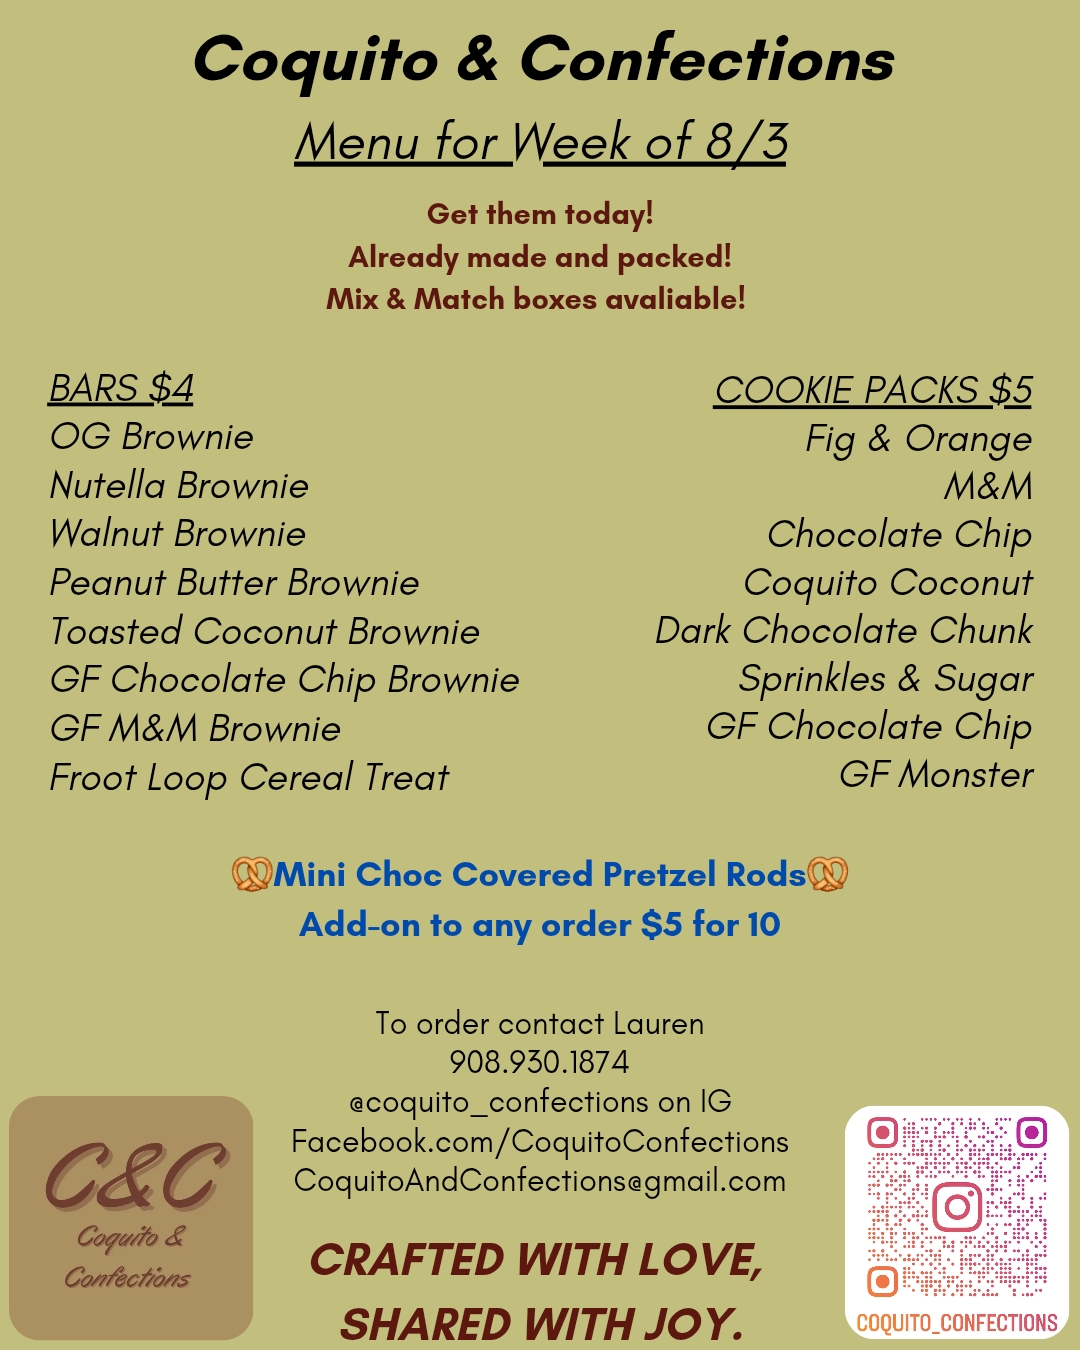 Coquito & Confections
Menu for Week of 8/3
Get them today!
Already made and packed!
Mix & Match boxes avaliable!
BARS $4
OG Brownie
Nutella Brownie
Walnut Brownie
Peanut Butter Brownie
Toasted Coconut Brownie
GF Chocolate Chip Brownie
GF M&M Brownie
Froot Loop Cereal Treat
COOKIE PACKS $5
Fig & Orange
M&M
Chocolate Chip
Coquito Coconut
Dark Chocolate Chunk
Sprinkles & Sugar
GF Chocolate Chip
GF Monster
🥨Mini Choc Covered Pretzel Rods🥨
Add-on to any order $5 for 10
To order contact Lauren
908.930.1874
@coquito_confections on IG
Facebook.com/CoquitoConfections
CoquitoAndConfections@gmail.com
CRAFTED WITH LOVE,
SHARED WITH JOY.
C&C
Coquito &
Confections
COQUITO_CONFECTIONS